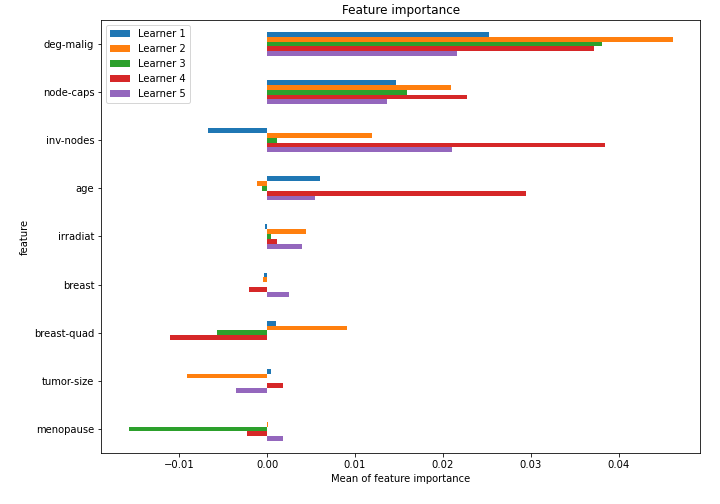 Feature importance
Learner 1
Learner 2
Learner 3
Learner 4
Learner 5
deg-malig
node-caps
inv-nodes
age
irradiat
breast
breast-quad
tumor-size
menopause
feature
−0.01 0.00 0.01 0.02 0.03 0.04
Mean of feature importance